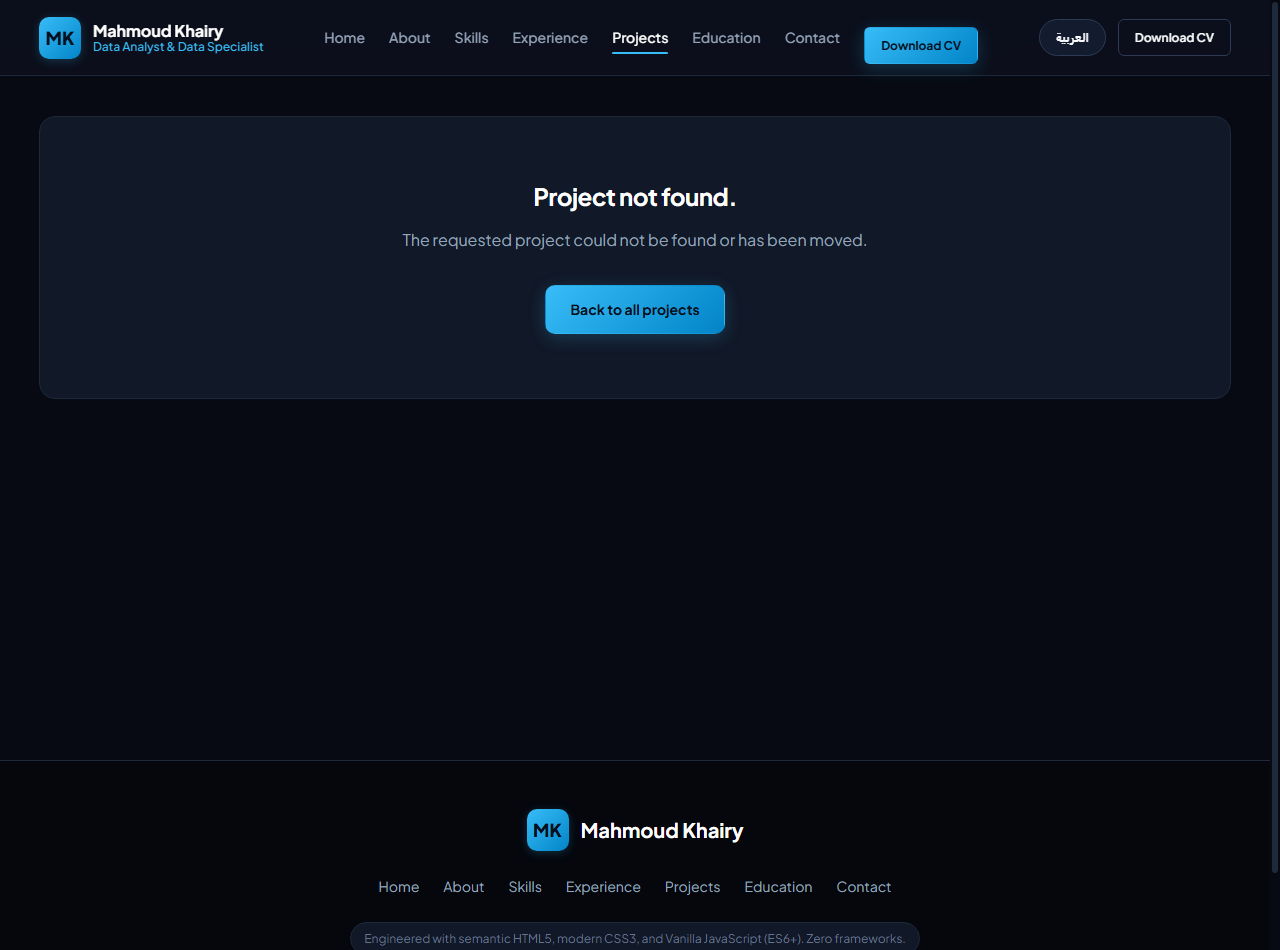 MK
Mahmoud Khairy
Data Analyst & Data Specialist
Home About Skills Experience Projects Education Contact Download CV
العربية
Download CV
Project not found.
The requested project could not be found or has been moved.
Back to all projects
MK Mahmoud Khairy
Home About Skills Experience Projects Education Contact
Engineered with semantic HTML5, modern CSS3, and Vanilla JavaScript (ES6+). Zero frameworks.